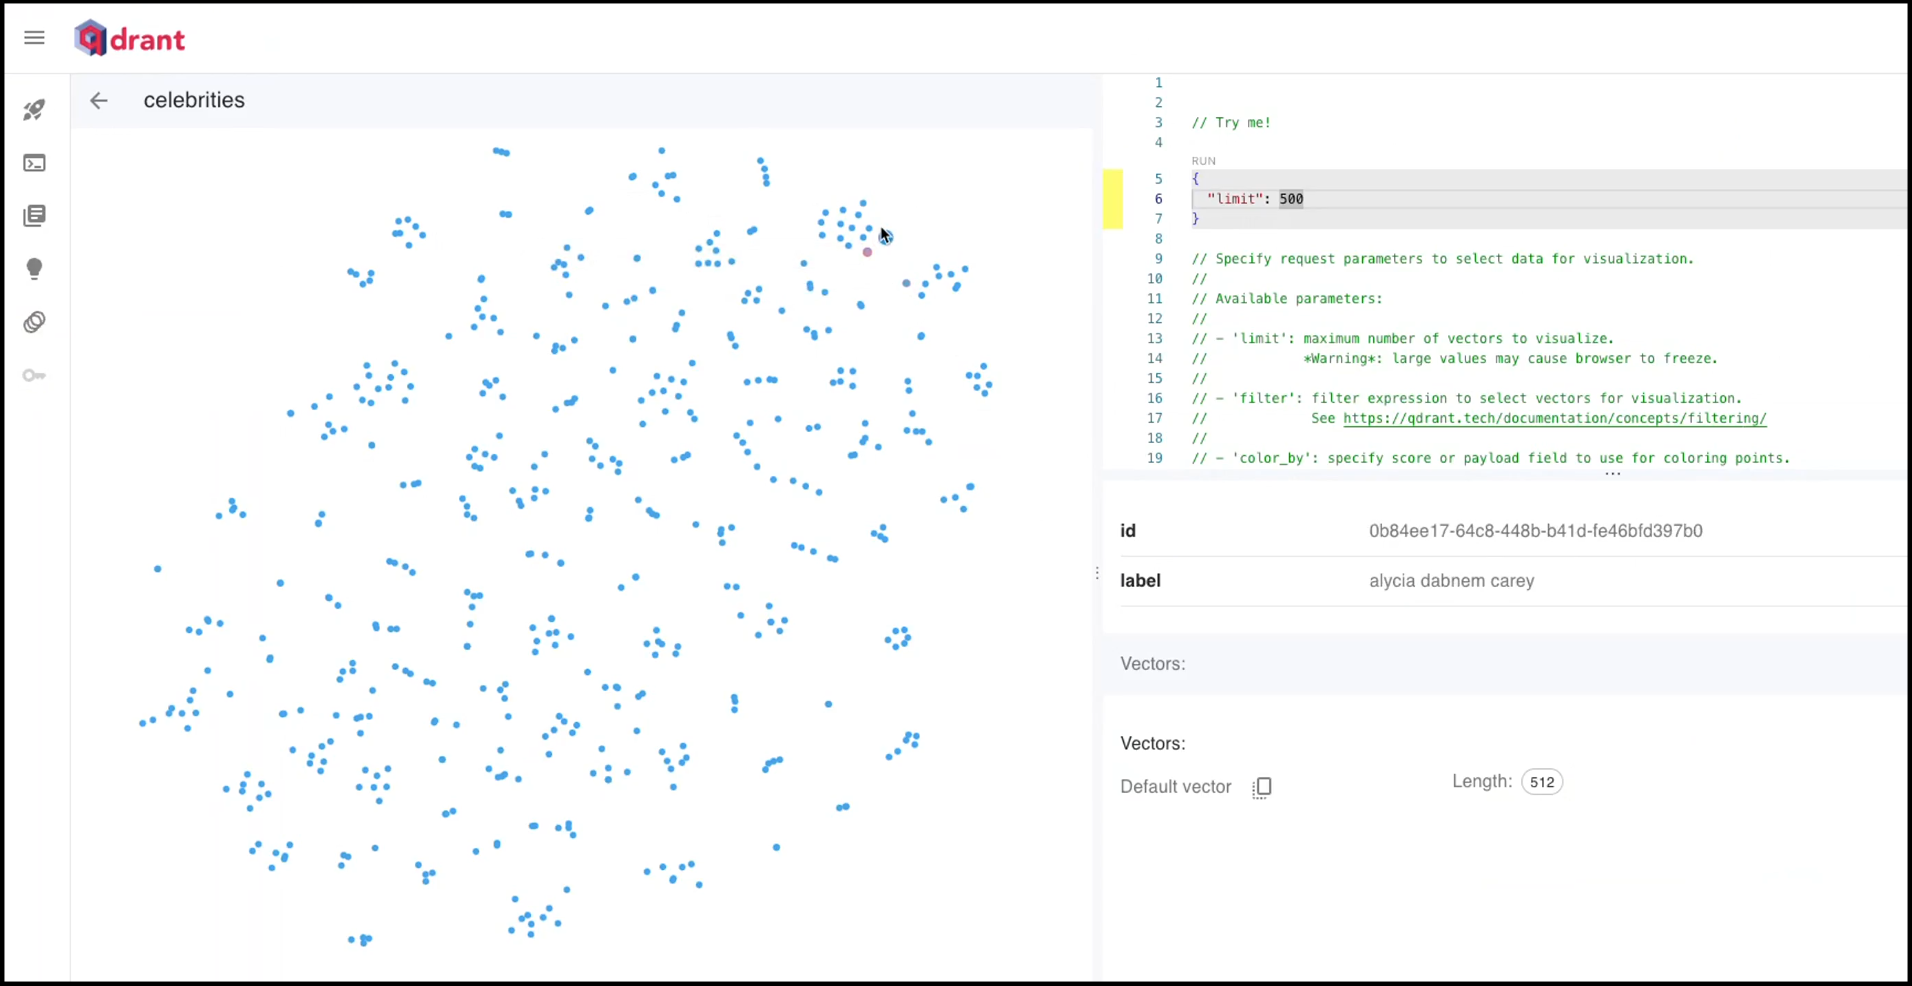 qdrant
celebrities
1
2
3 // Try me!
4
RUN
5 {
6 "limit": 500
7 }
8
9 // Specify request parameters to select data for visualization.
10 //
11 // Available parameters:
12 //
13 // - 'limit': maximum number of vectors to visualize.
14 // *Warning*: large values may cause browser to freeze.
15 //
16 // - 'filter': filter expression to select vectors for visualization.
17 // See https://qdrant.tech/documentation/concepts/filtering/
18 //
19 // - 'color_by': specify score or payload field to use for coloring points.
id 0b84ee17-64c8-448b-b41d-fe46bfd397b0
label alycia dabnem carey
Vectors:
Vectors:
Default vector Length: 512